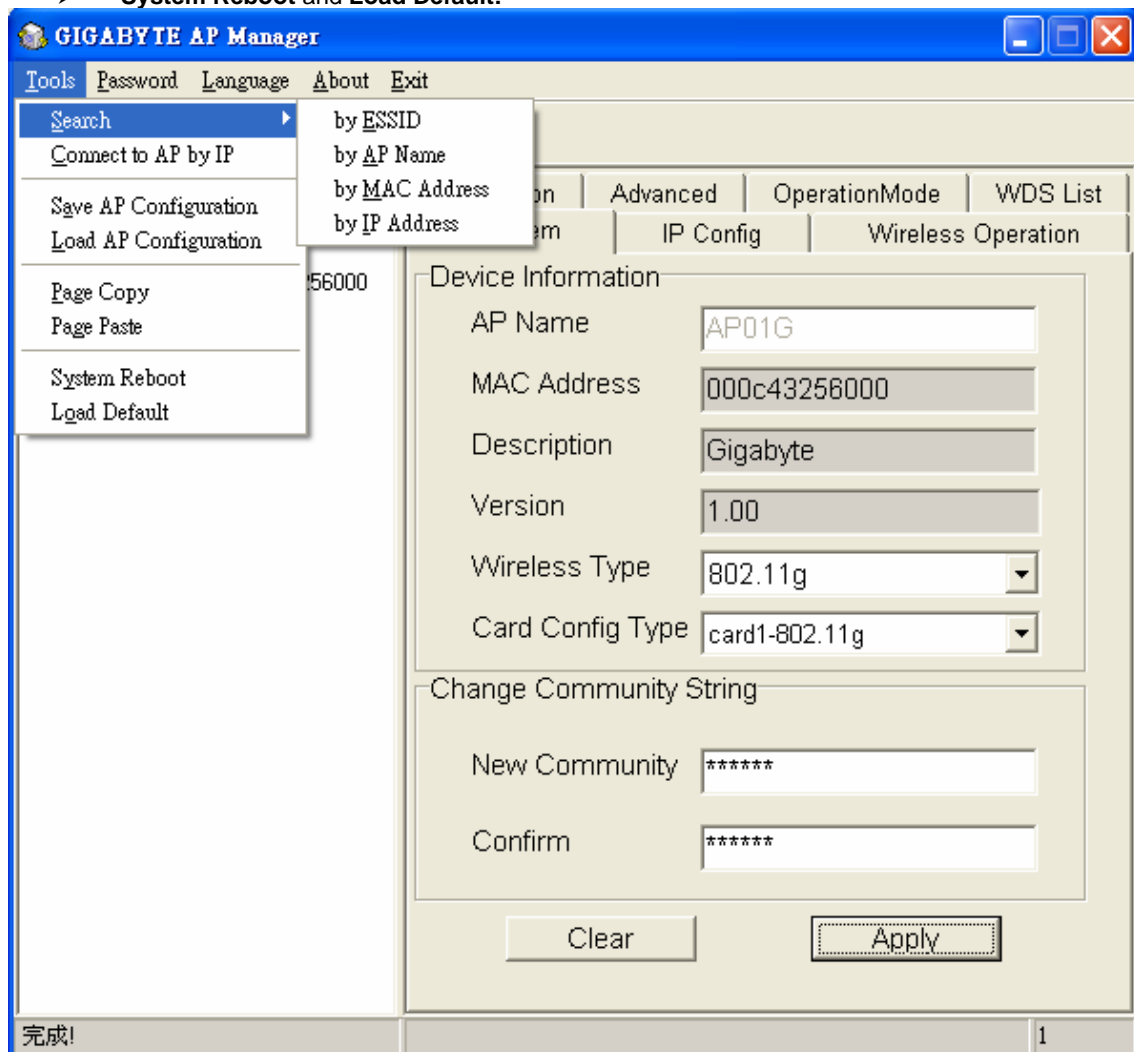 ➢ System Reboot and Load Default.
GIGABYTE AP Manager
Tools Password Language About Exit
Search
Connect to AP by IP
Save AP Configuration
Load AP Configuration
Page Copy
Page Paste
System Reboot
Load Default
by ESSID
by AP Name
by MAC Address
by IP Address
256000
Advanced OperationMode WDS List
IP Config Wireless Operation
Device Information
AP Name AP01G
MAC Address 000c43256000
Description Gigabyte
Version 1.00
Wireless Type 802.11g
Card Config Type card1-802.11g
Change Community String
New Community ******
Confirm ******
Clear Apply
完成! 1